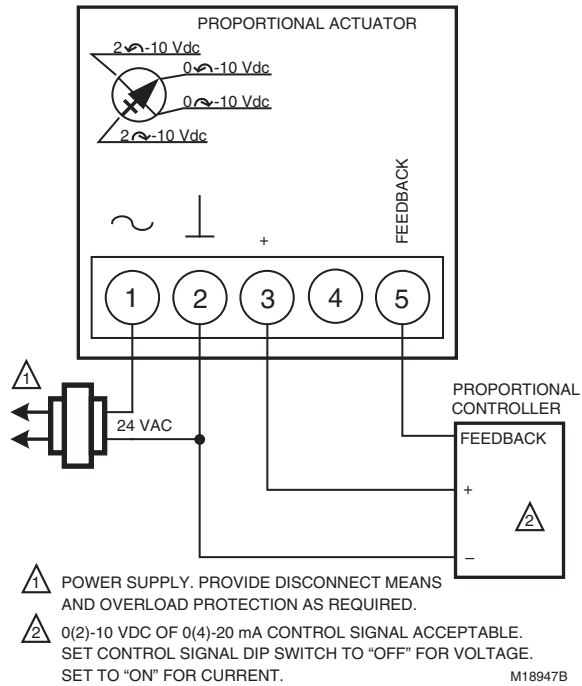 PROPORTIONAL ACTUATOR
2 -10 Vdc
0 -10 Vdc
0 -10 Vdc
2 -10 Vdc
FEEDBACK
+
1 2 3 4 5
1
24 VAC
PROPORTIONAL
CONTROLLER
FEEDBACK
+
2
–
1 POWER SUPPLY. PROVIDE DISCONNECT MEANS
AND OVERLOAD PROTECTION AS REQUIRED.
2 0(2)-10 VDC OF 0(4)-20 mA CONTROL SIGNAL ACCEPTABLE.
SET CONTROL SIGNAL DIP SWITCH TO “OFF” FOR VOLTAGE.
SET TO “ON” FOR CURRENT.
M18947B